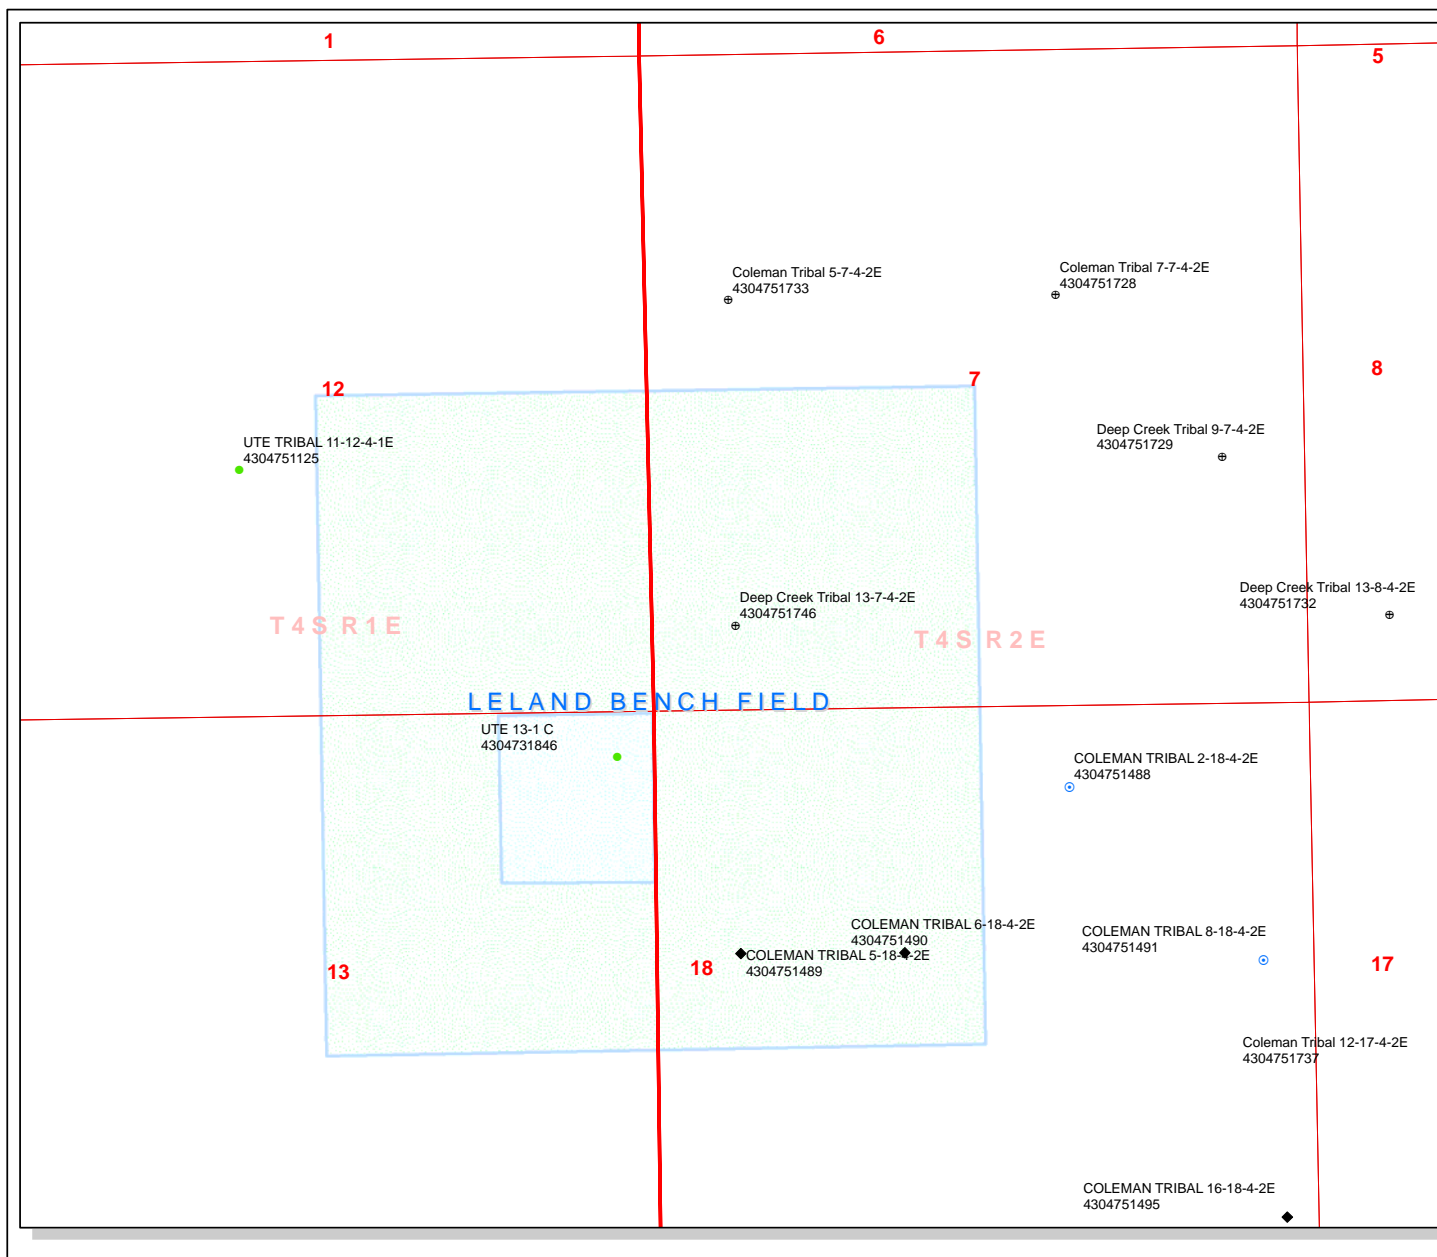 1
6
5
Coleman Tribal 5-7-4-2E
4304751733
Coleman Tribal 7-7-4-2E
4304751728
12
7
8
UTE TRIBAL 11-12-4-1E
4304751125
Deep Creek Tribal 9-7-4-2E
4304751729
Deep Creek Tribal 13-7-4-2E
4304751746
Deep Creek Tribal 13-8-4-2E
4304751732
T4S R1E
T4S R2E
LELAND BENCH FIELD
UTE 13-1 C
4304731846
COLEMAN TRIBAL 2-18-4-2E
4304751488
COLEMAN TRIBAL 6-18-4-2E
4304751490
COLEMAN TRIBAL 5-18-4-2E
4304751489
COLEMAN TRIBAL 8-18-4-2E
4304751491
13
18
17
Coleman Tribal 12-17-4-2E
4304751737
COLEMAN TRIBAL 16-18-4-2E
4304751495